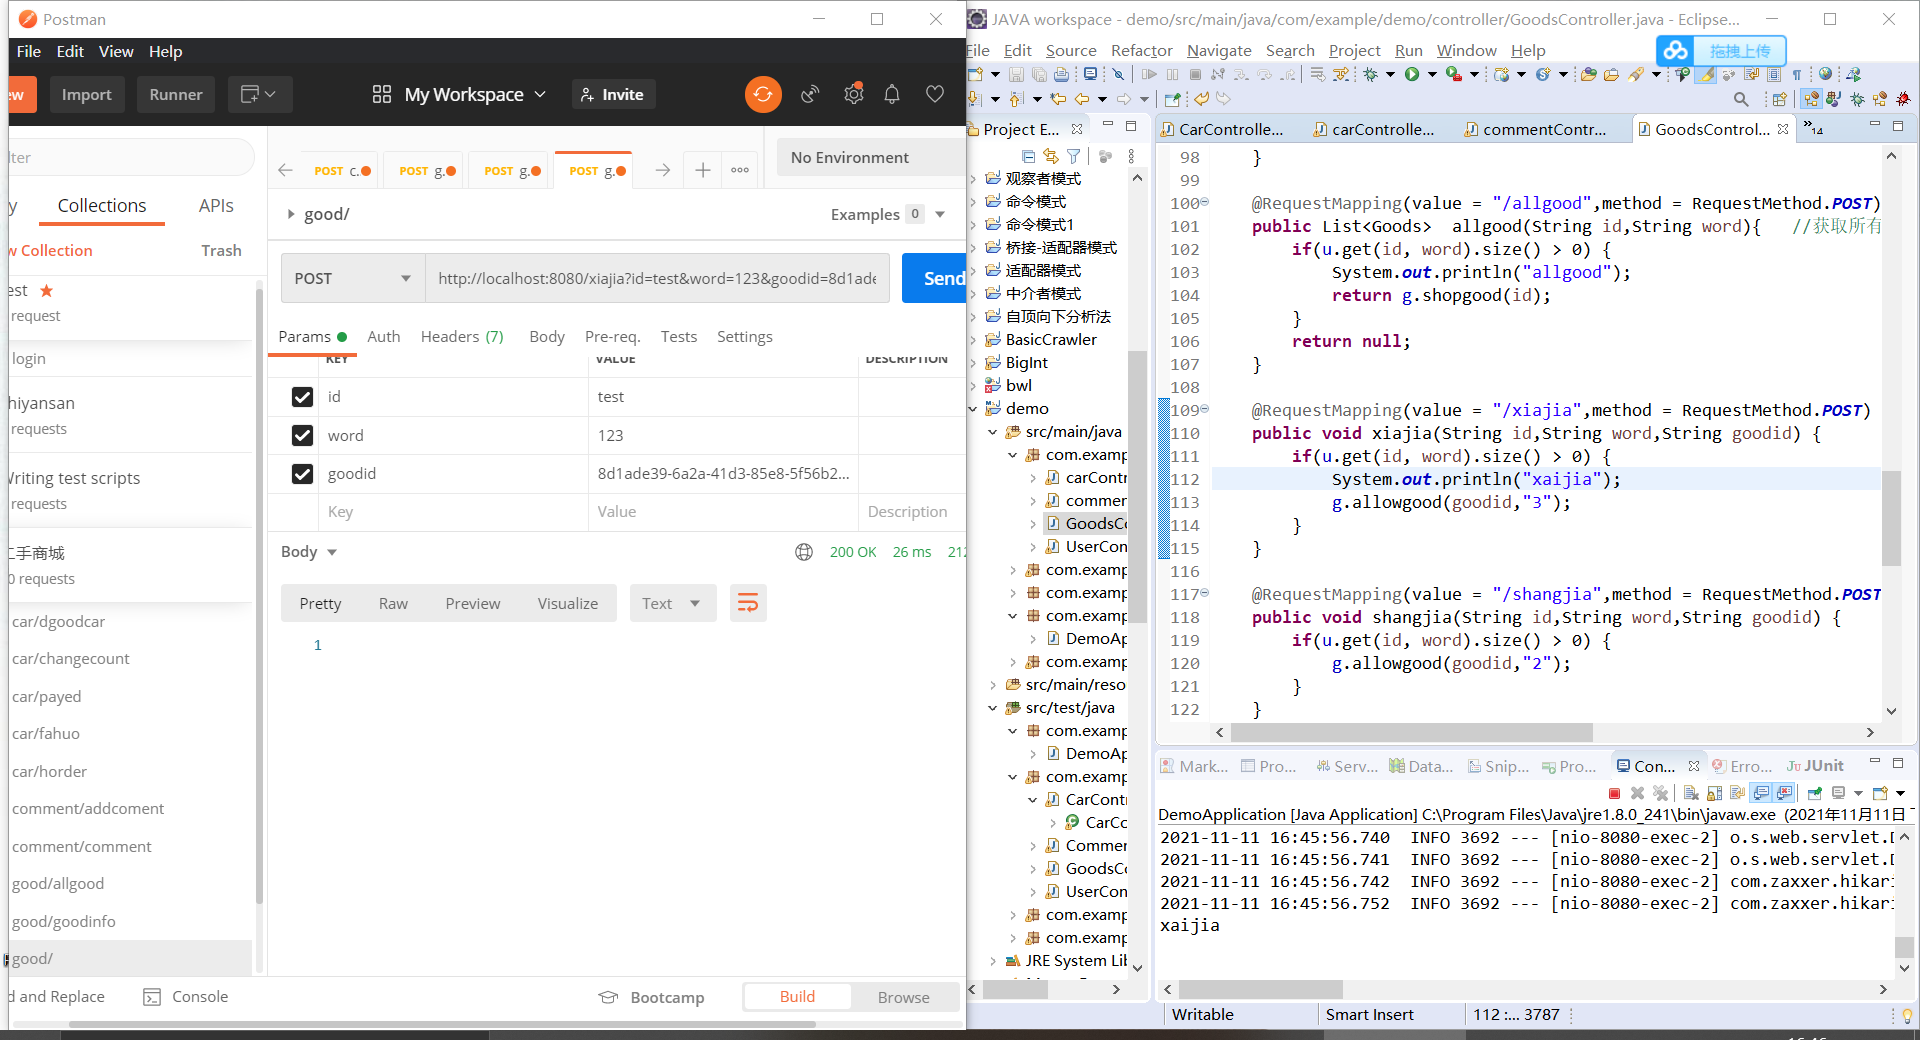 Postman
File Edit View Help
ew Import Runner My Workspace Invite
lter
y Collections APIs
w Collection Trash
est
request
login
hiyansan
requests
Vriting test scripts
requests
二手商城
0 requests
car/dgoodcar
car/changecount
car/payed
car/fahuo
car/horder
comment/addcoment
comment/comment
good/allgood
good/goodinfo
good/
POST c. POST g. POST g. POST g. No Environment
good/ Examples 0
POST http://localhost:8080/xiajia?id=test&word=123&goodid=8d1ade Send
Params Auth Headers (7) Body Pre-req. Tests Settings
KEY VALUE DESCRIPTION
id test
word 123
goodid 8d1ade39-6a2a-41d3-85e8-5f56b2...
Key Value Description
Body 200 OK 26 ms 212
Pretty Raw Preview Visualize Text
1
d and Replace Console Bootcamp Build Browse
JAVA workspace - demo/src/main/java/com/example/demo/controller/GoodsController.java - Eclipse...
File Edit Source Refactor Navigate Search Project Run Window Help
拖拽上传
Project E...
观察者模式
命令模式
命令模式1
桥接-适配器模式
适配器模式
中介者模式
自顶向下分析法
BasicCrawler
BigInt
bwl
demo
src/main/java
com.examp
carContr
commer
GoodsCo
UserCon
com.examp
com.examp
com.examp
DemoAp
com.examp
src/main/reso
src/test/java
com.examp
DemoAp
com.examp
CarContr
CarCo
Commer
GoodsCo
UserCon
com.examp
com.examp
JRE System Lib
CarControlle... carControlle... commentContr... GoodsControl... »14
98 }
99
100 @RequestMapping(value = "/allgood",method = RequestMethod.POST)
101 public List<Goods> allgood(String id,String word){ //获取所有
102 if(u.get(id, word).size() > 0) {
103 System.out.println("allgood");
104 return g.shopgood(id);
105 }
106 return null;
107 }
108
109 @RequestMapping(value = "/xiajia",method = RequestMethod.POST)
110 public void xiajia(String id,String word,String goodid) {
111 if(u.get(id, word).size() > 0) {
112 System.out.println("xaijia");
113 g.allowgood(goodid,"3");
114 }
115 }
116
117 @RequestMapping(value = "/shangjia",method = RequestMethod.POST
118 public void shangjia(String id,String word,String goodid) {
119 if(u.get(id, word).size() > 0) {
120 g.allowgood(goodid,"2");
121 }
122 }
Mark... Pro... Serv... Data... Snip... Pro... Con... Erro... JUnit
DemoApplication [Java Application] C:\Program Files\Java\jre1.8.0_241\bin\javaw.exe (2021年11月11日
2021-11-11 16:45:56.740 INFO 3692 --- [nio-8080-exec-2] o.s.web.servlet.D
2021-11-11 16:45:56.741 INFO 3692 --- [nio-8080-exec-2] o.s.web.servlet.D
2021-11-11 16:45:56.742 INFO 3692 --- [nio-8080-exec-2] com.zaxxer.hikari
2021-11-11 16:45:56.752 INFO 3692 --- [nio-8080-exec-2] com.zaxxer.hikari
xaijia
Writable Smart Insert 112 :... 3787